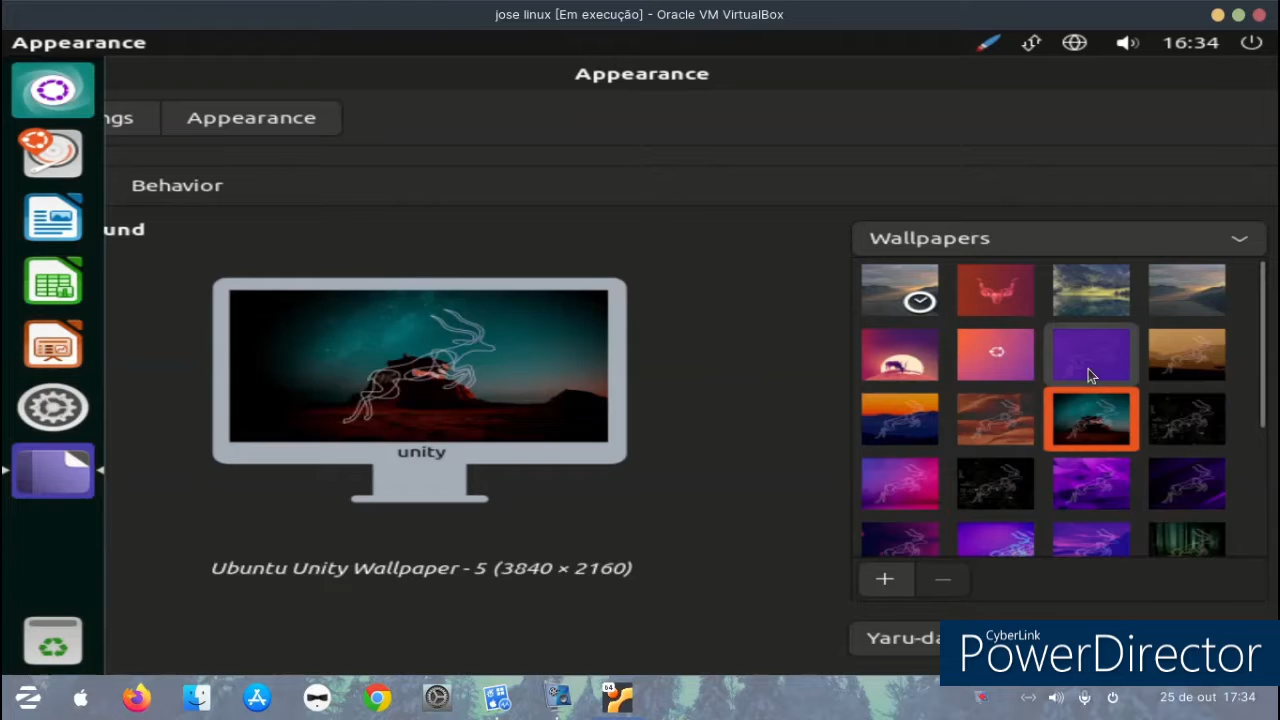 jose linux [Em execução] - Oracle VM VirtualBox
Appearance
16:34
Appearance
ngs
Appearance
Behavior
und
Wallpapers
unity
Ubuntu Unity Wallpaper - 5 (3840 × 2160)
Yaru-da
CyberLink
PowerDirector
64
25 de out 17:34